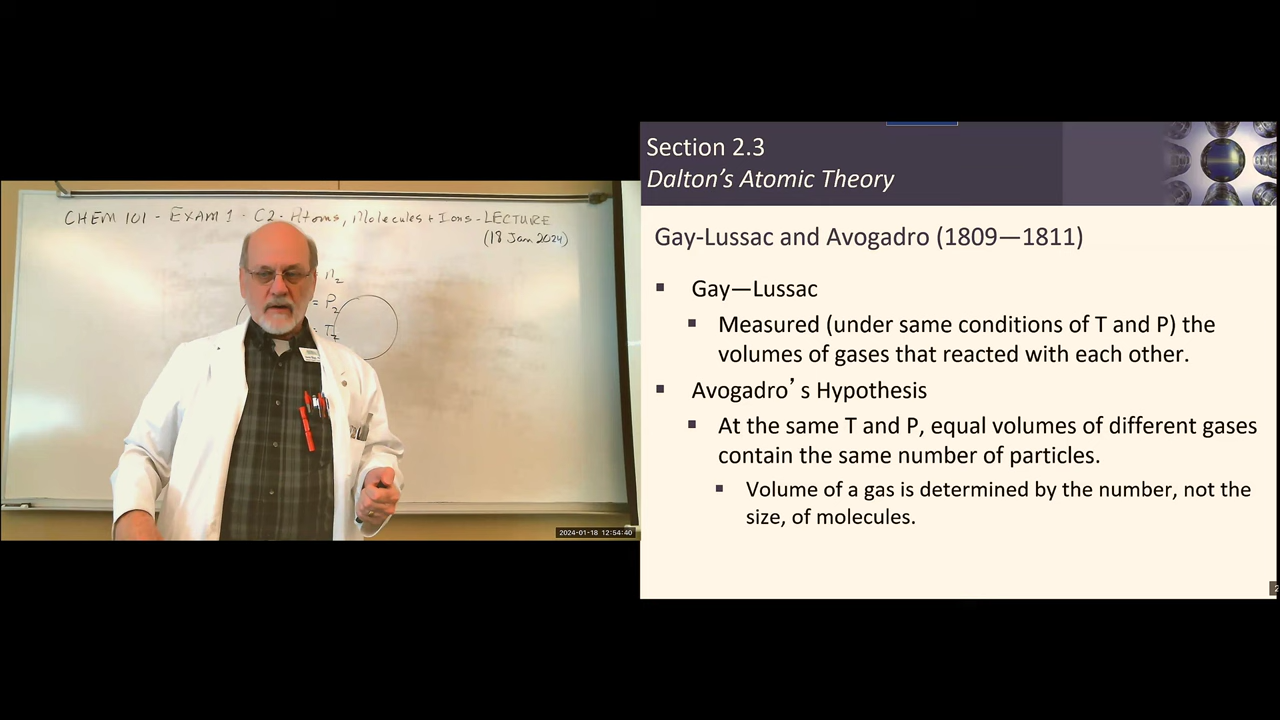 CHEM 101 - EXAM 1 - C2 - Atoms, Molecules + Ions - LECTURE
(18 Jan 2024)
= n2
= P2
= T2
2024-01-18 12:54:40
Section 2.3
Dalton's Atomic Theory
Gay-Lussac and Avogadro (1809—1811)
▪ Gay—Lussac
▪ Measured (under same conditions of T and P) the
volumes of gases that reacted with each other.
▪ Avogadro's Hypothesis
▪ At the same T and P, equal volumes of different gases
contain the same number of particles.
▪ Volume of a gas is determined by the number, not the
size, of molecules.